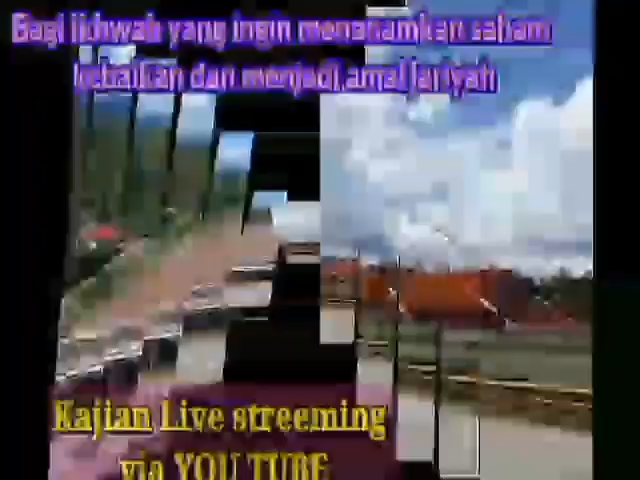 Bagi ikhwah yang ingin menanamkan saham
kebaikan dan menjadi amal jariyah
Kajian Live streeming
via YOU TUBE